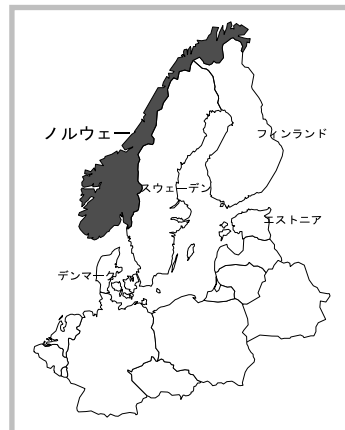 ノルウェー
フィンランド
スウェーデン
エストニア
デンマーク